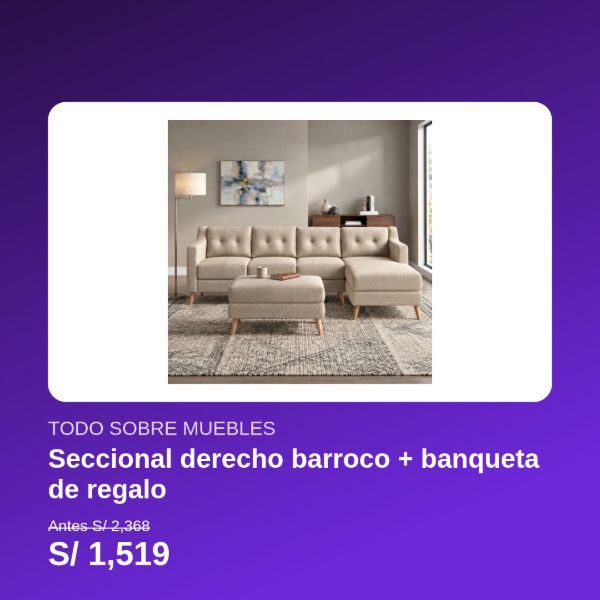 TODO SOBRE MUEBLES
Seccional derecho barroco + banqueta
de regalo
Antes S/ 2,368
S/ 1,519